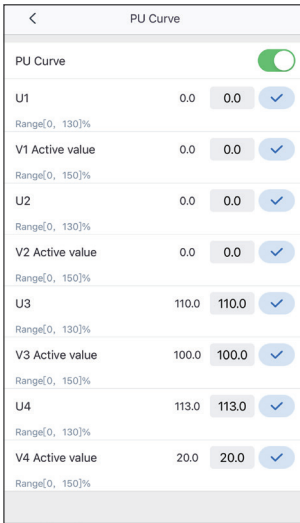 PU Curve
PU Curve
U1 0.0 0.0
Range[0, 130]%
V1 Active value 0.0 0.0
Range[0, 150]%
U2 0.0 0.0
Range[0, 130]%
V2 Active value 0.0 0.0
Range[0, 150]%
U3 110.0 110.0
Range[0, 130]%
V3 Active value 100.0 100.0
Range[0, 150]%
U4 113.0 113.0
Range[0, 130]%
V4 Active value 20.0 20.0
Range[0, 150]%